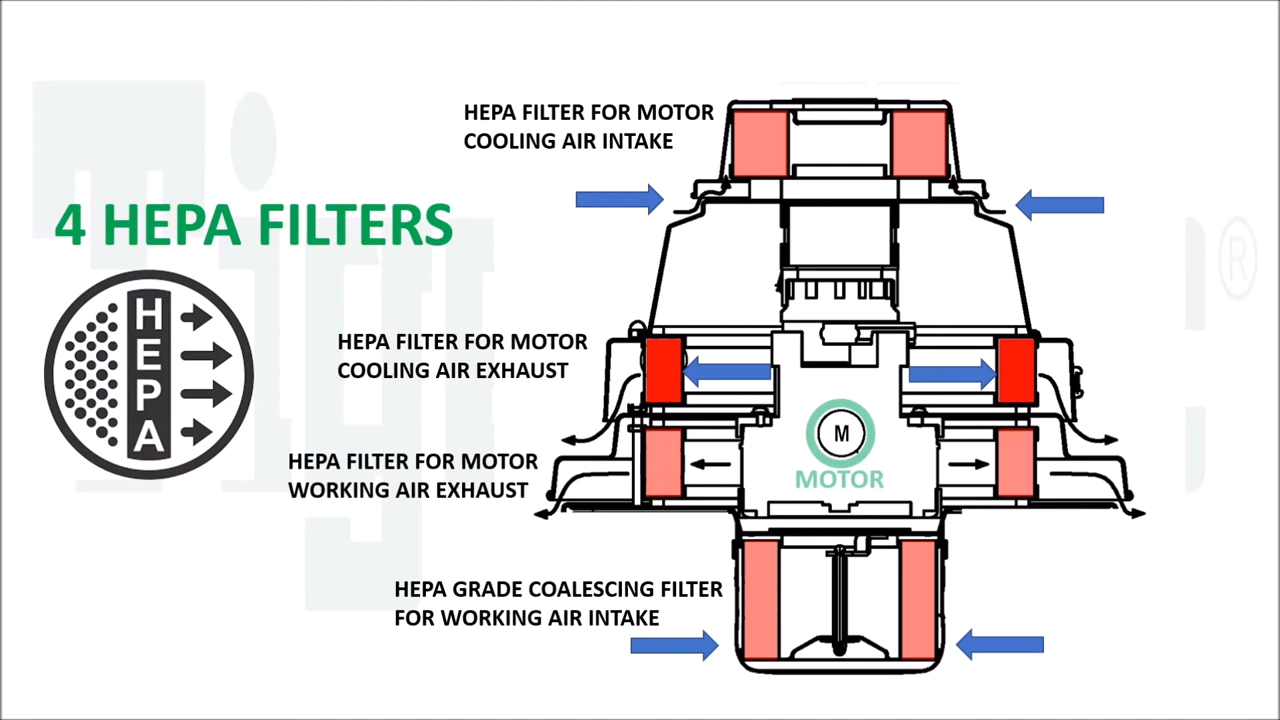 HEPA FILTER FOR MOTOR
COOLING AIR INTAKE
4 HEPA FILTERS
HEPA
HEPA FILTER FOR MOTOR
COOLING AIR EXHAUST
M
MOTOR
HEPA FILTER FOR MOTOR
WORKING AIR EXHAUST
HEPA GRADE COALESCING FILTER
FOR WORKING AIR INTAKE
®